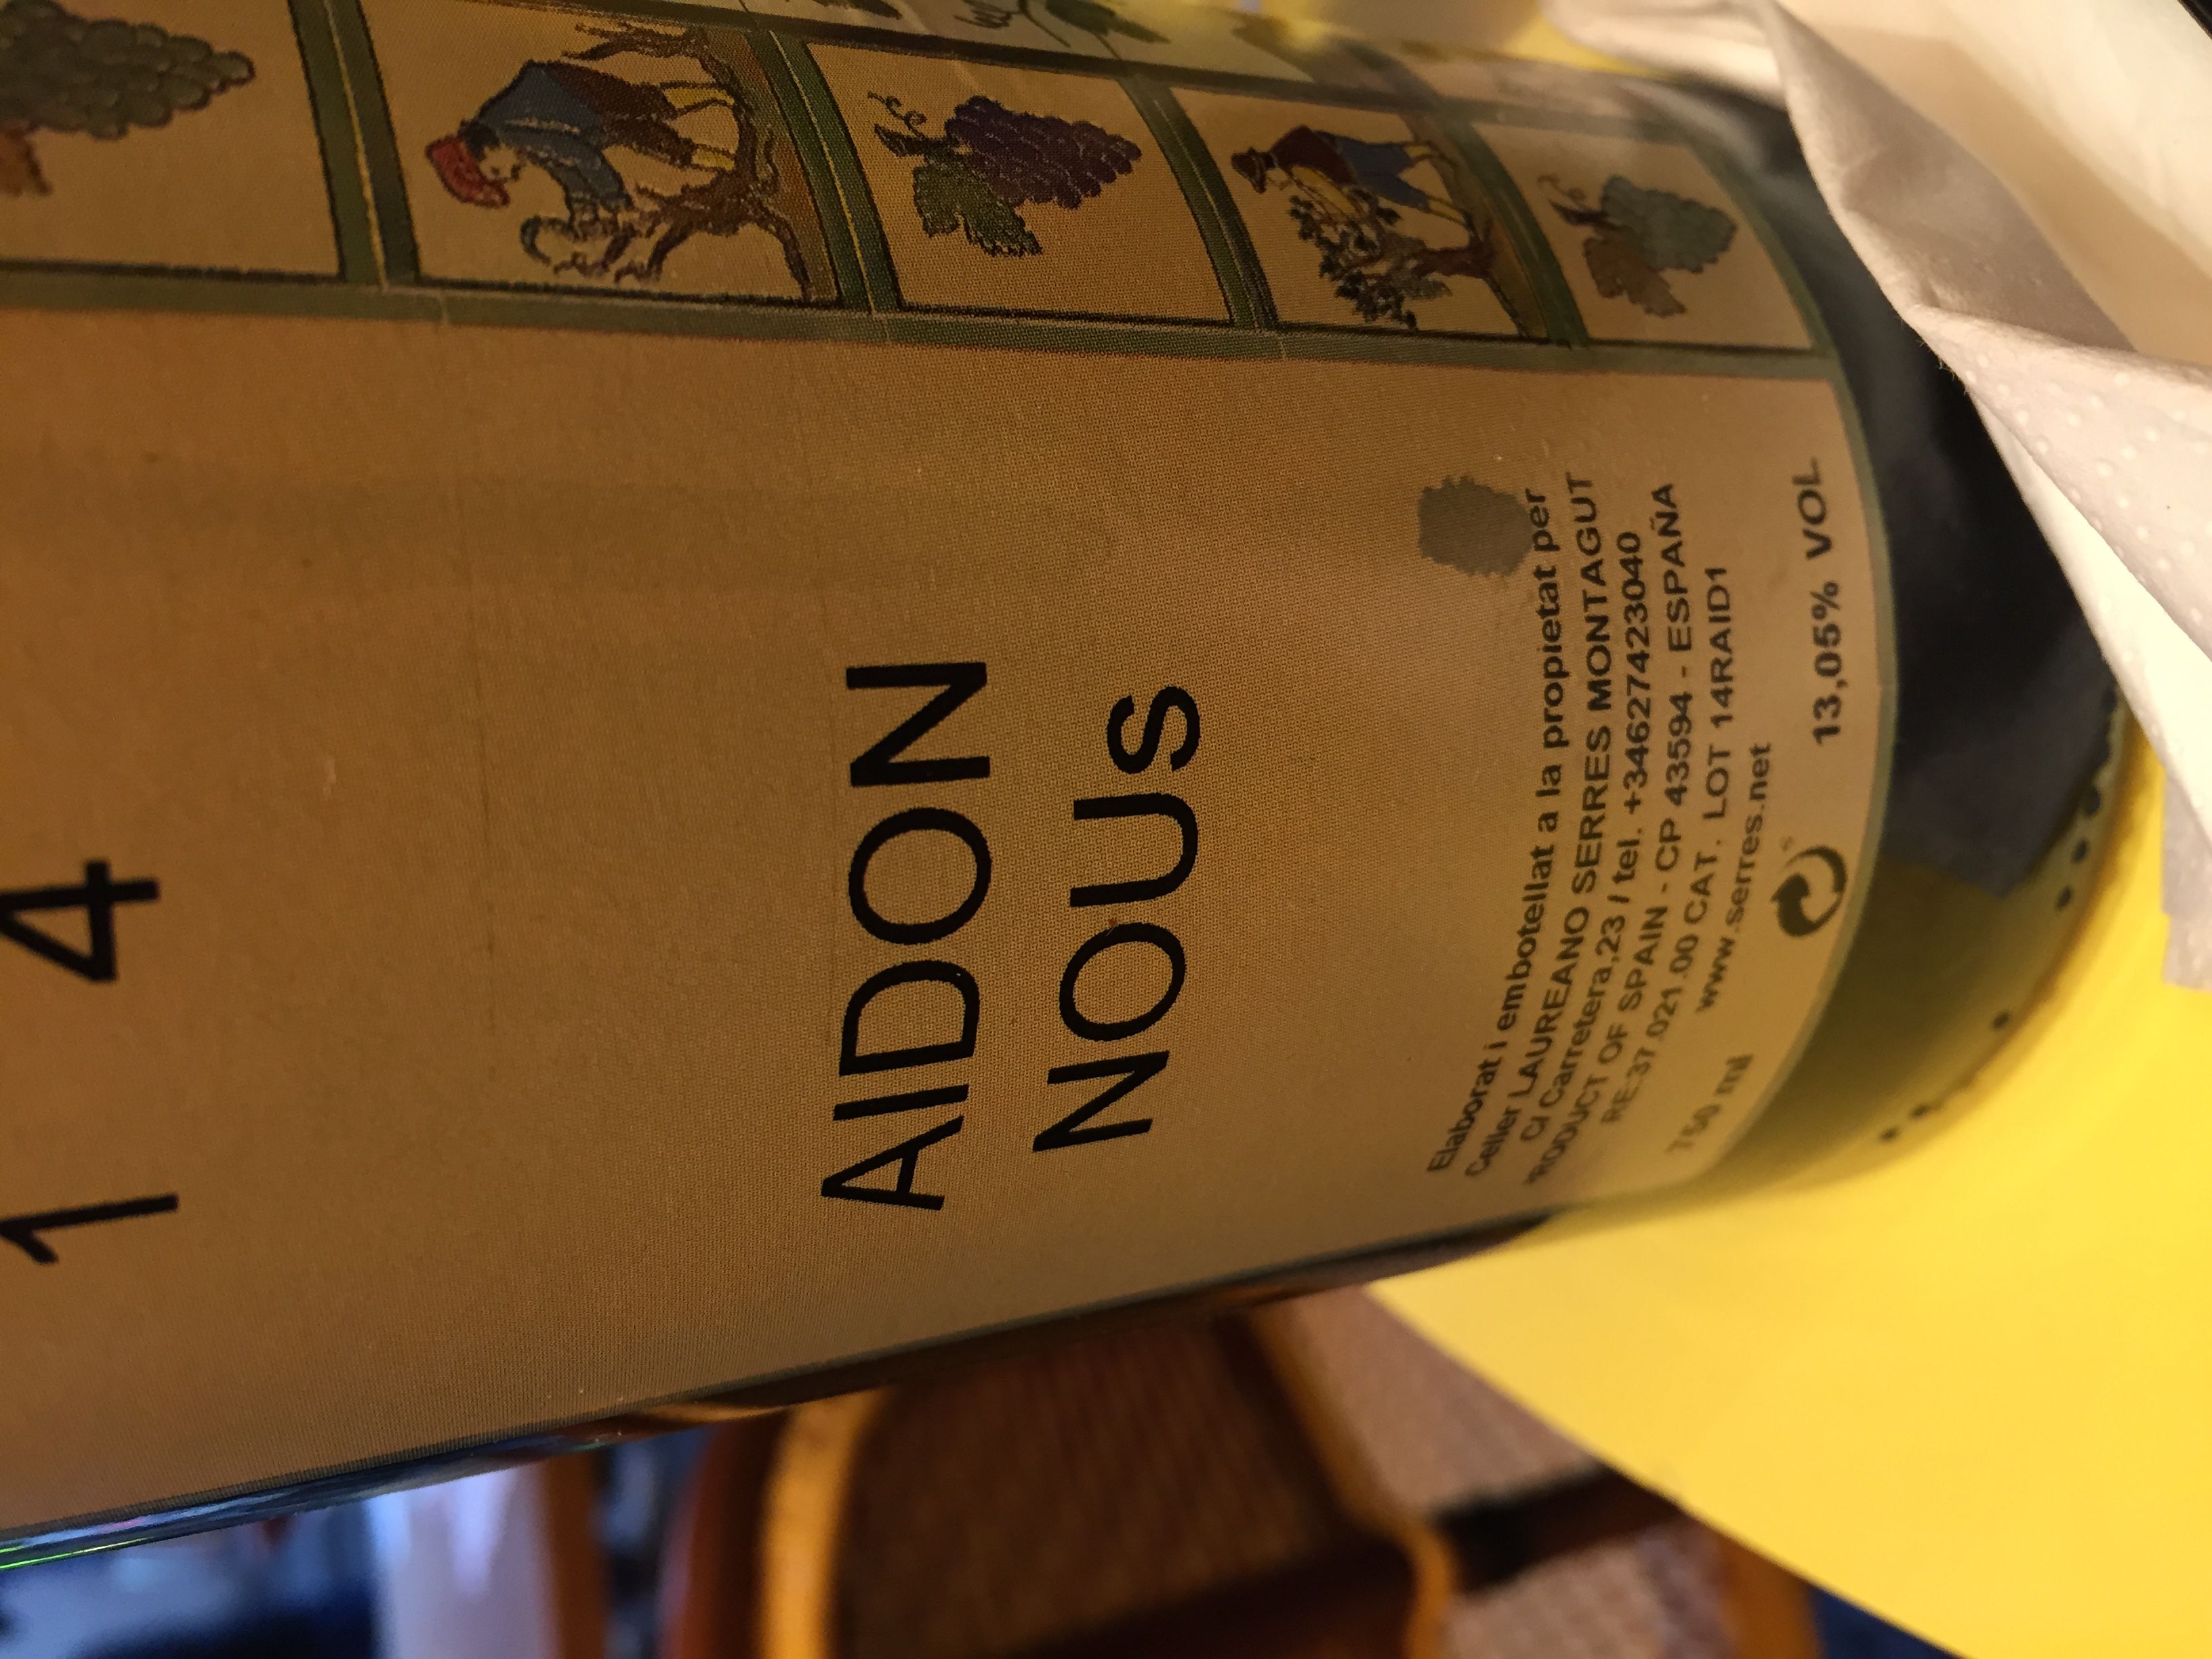 1 4
AIDON
NOUS
Elaborat i embotellat a la propietat per
Celler LAUREANO SERRES MONTAGUT
C/ Carretera,23 / tel. +34627423040
PRODUCT OF SPAIN - CP 43594 - ESPAÑA
RE:37.021.00 CAT. LOT 14RAID1
www.serres.net
750 ml 13,05% VOL